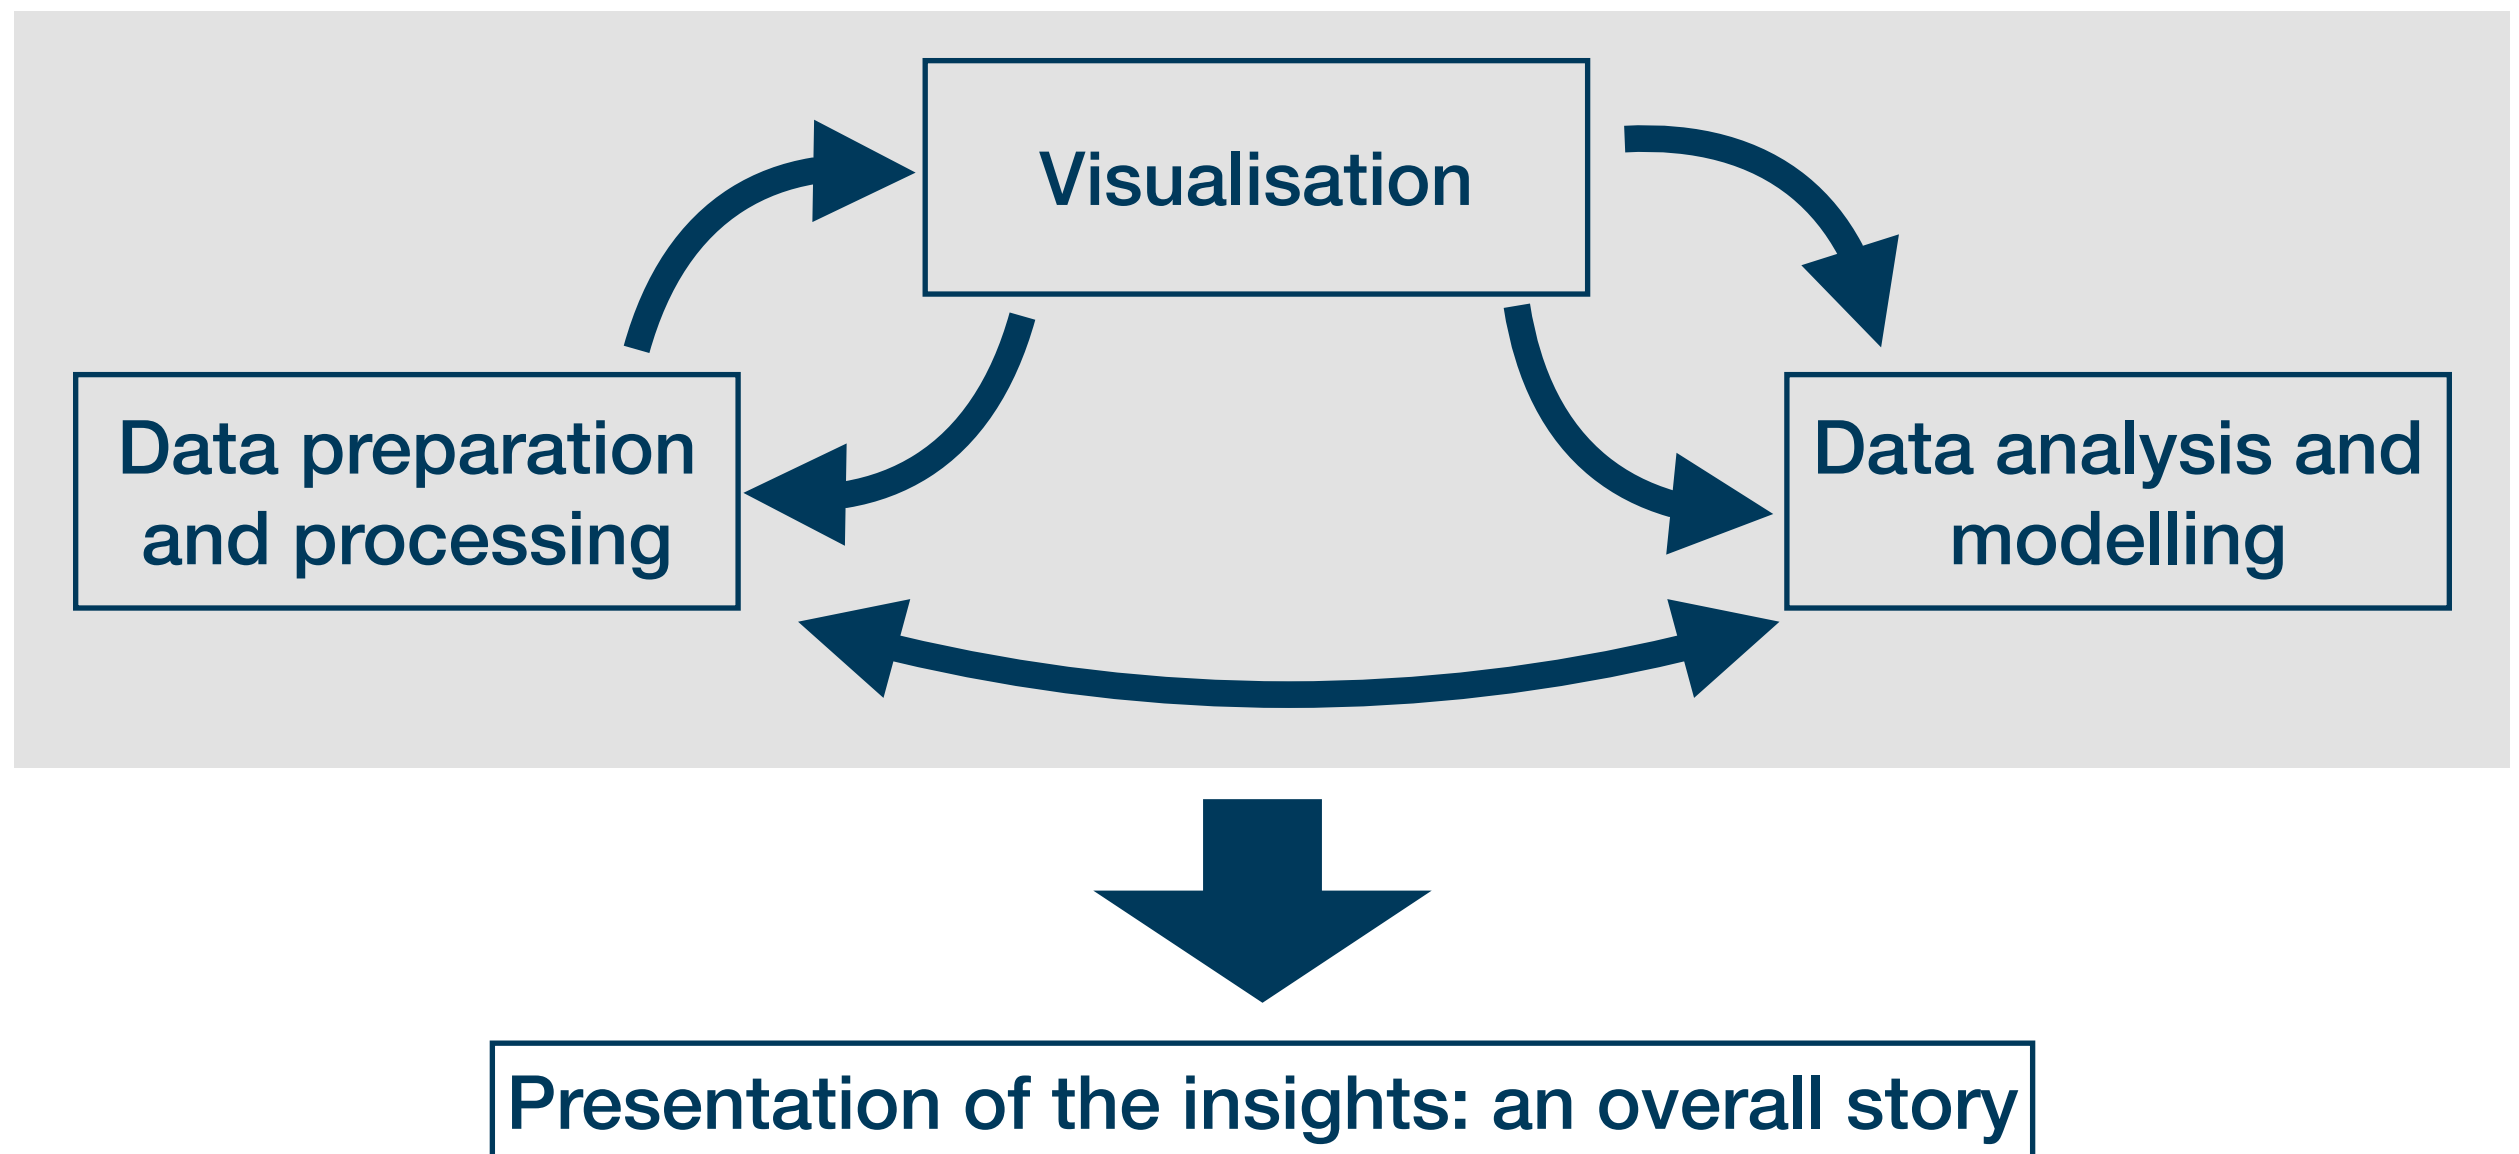 Visualisation
Data preparation
and processing
Data analysis and
modelling
Presentation of the insights: an overall story